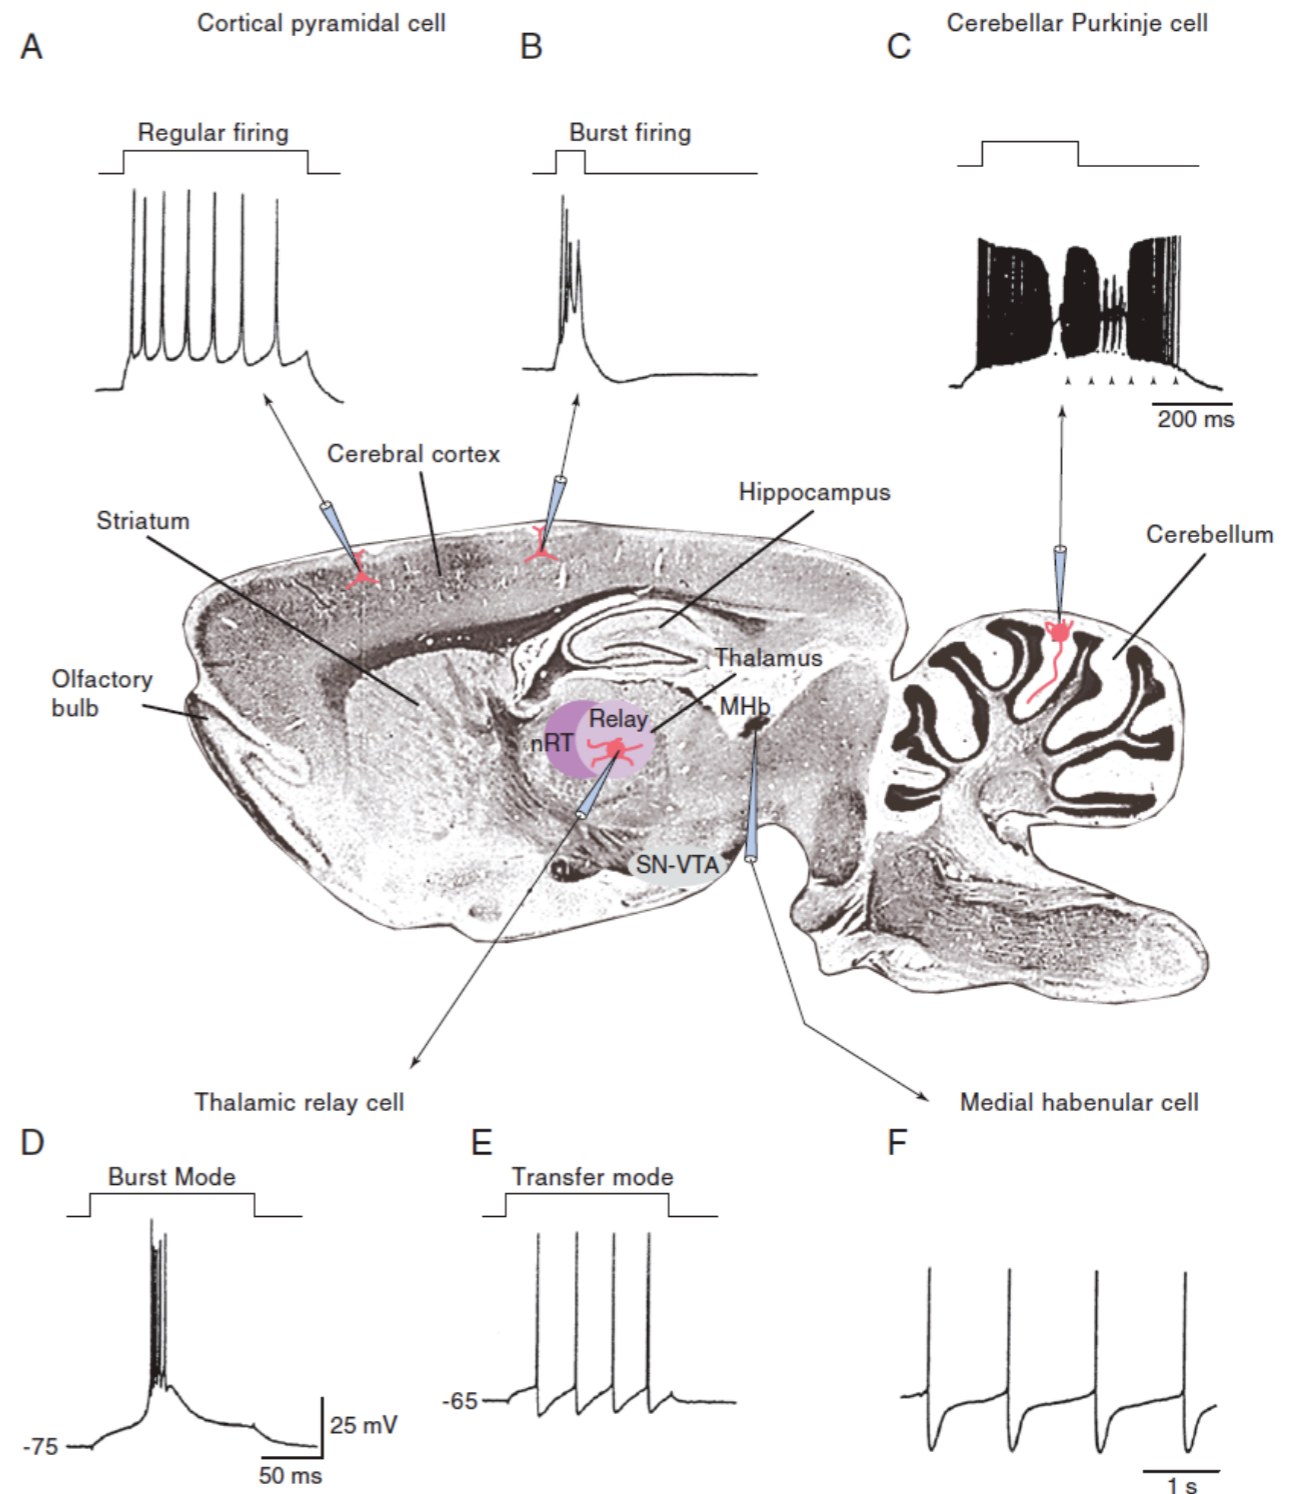 Cortical pyramidal cell
Cerebellar Purkinje cell
A
B
C
Regular firing
Burst firing
200 ms
Cerebral cortex
Hippocampus
Striatum
Cerebellum
Thalamus
Olfactory
bulb
MHb
Relay
nRT
SN-VTA
Thalamic relay cell
Medial habenular cell
D
E
F
Burst Mode
Transfer mode
-65
25 mV
-75
50 ms
1 s